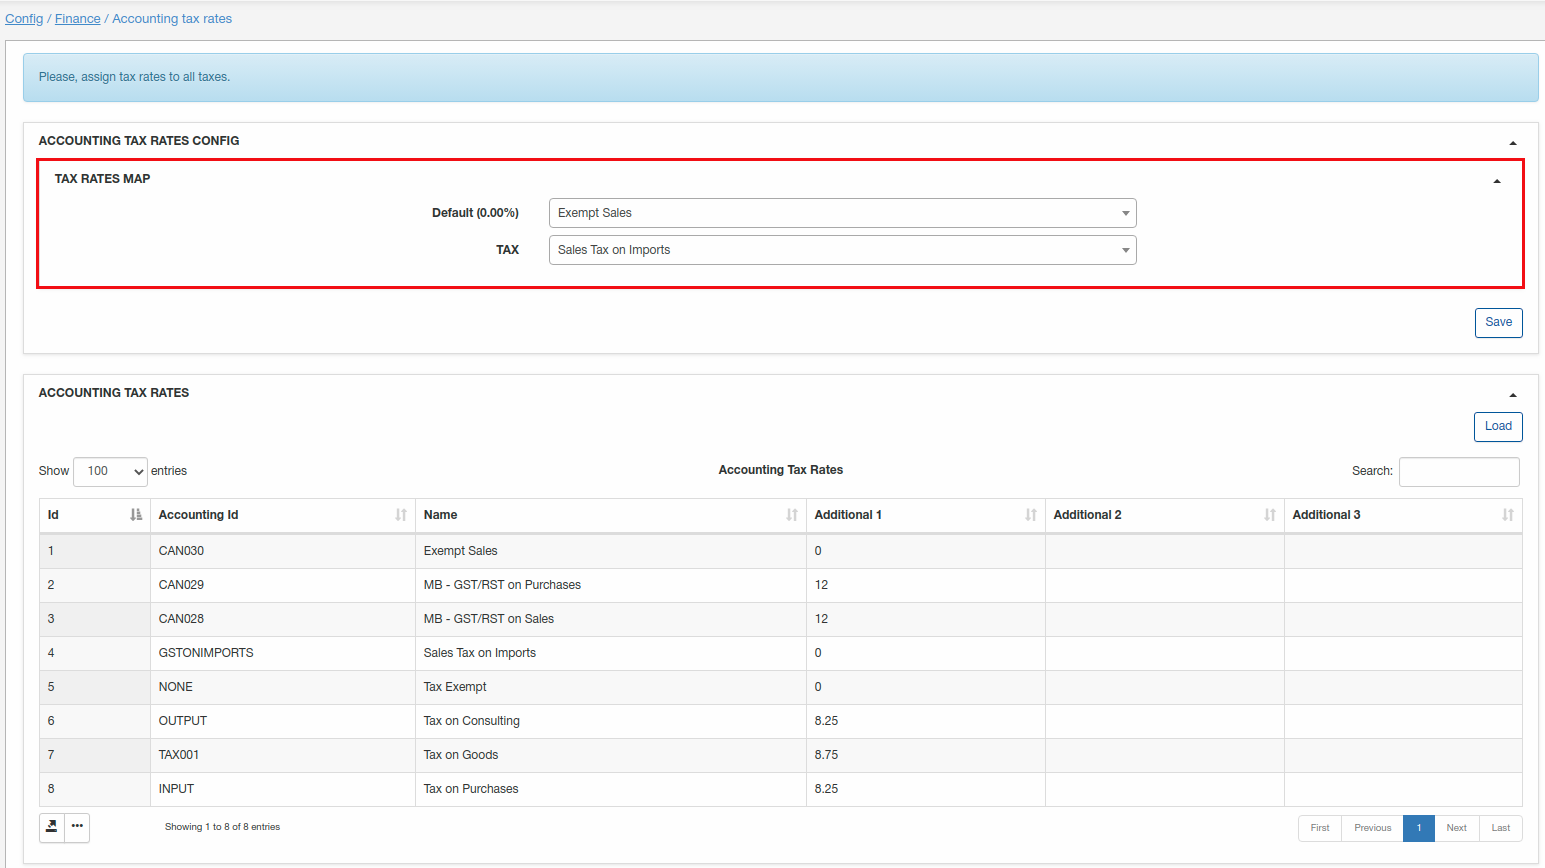 Config / Finance / Accounting tax rates
Please, assign tax rates to all taxes.
ACCOUNTING TAX RATES CONFIG
TAX RATES MAP
Default (0.00%) Exempt Sales
TAX Sales Tax on Imports
Save
ACCOUNTING TAX RATES
Load
Show 100 entries Accounting Tax Rates Search:
Id Accounting Id Name Additional 1 Additional 2 Additional 3
1 CAN030 Exempt Sales 0
2 CAN029 MB - GST/RST on Purchases 12
3 CAN028 MB - GST/RST on Sales 12
4 GSTONIMPORTS Sales Tax on Imports 0
5 NONE Tax Exempt 0
6 OUTPUT Tax on Consulting 8.25
7 TAX001 Tax on Goods 8.75
8 INPUT Tax on Purchases 8.25
Showing 1 to 8 of 8 entries First Previous 1 Next Last